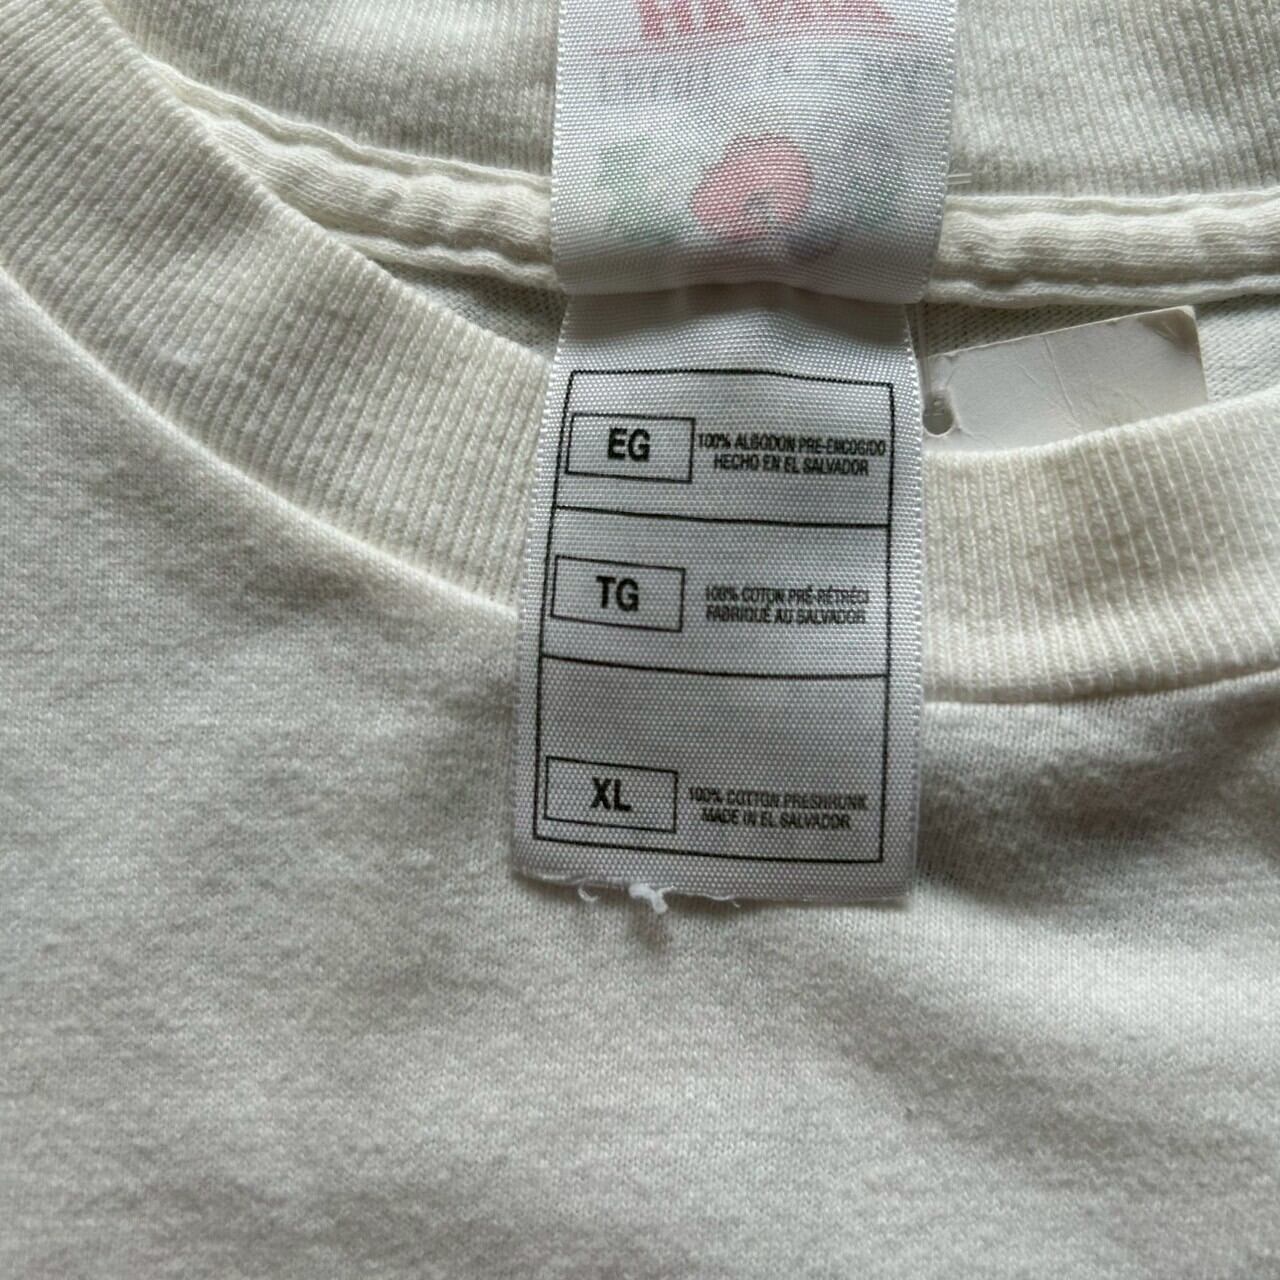 EG
100% ALGODON PRE-ENCOGIDO
HECHO EN EL SALVADOR
TG
100% COTON PRÉ-RÉTRÉCI
FABRIQUÉ AU SALVADOR
XL
100% COTTON PRESHRUNK
MADE IN EL SALVADOR